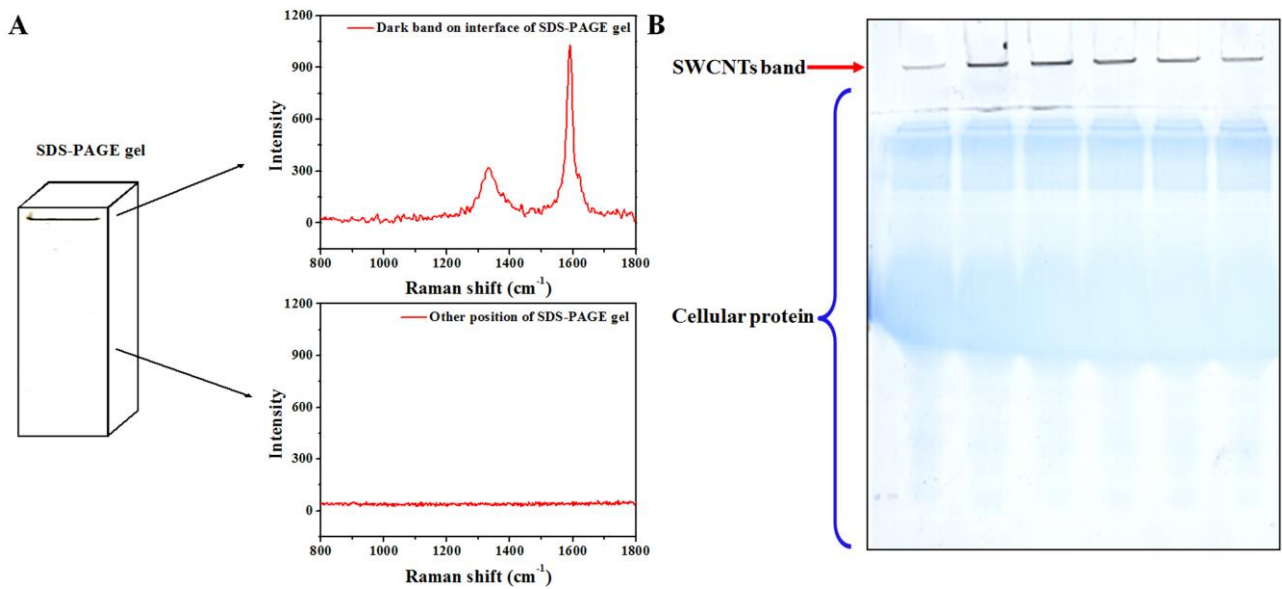 A
SDS-PAGE gel
1200
900
600
300
0
Intensity
Dark band on interface of SDS-PAGE gel
800 1000 1200 1400 1600 1800
Raman shift (cm⁻¹)
1200
900
600
300
0
Intensity
Other position of SDS-PAGE gel
800 1000 1200 1400 1600 1800
Raman shift (cm⁻¹)
B
SWCNTs band
Cellular protein